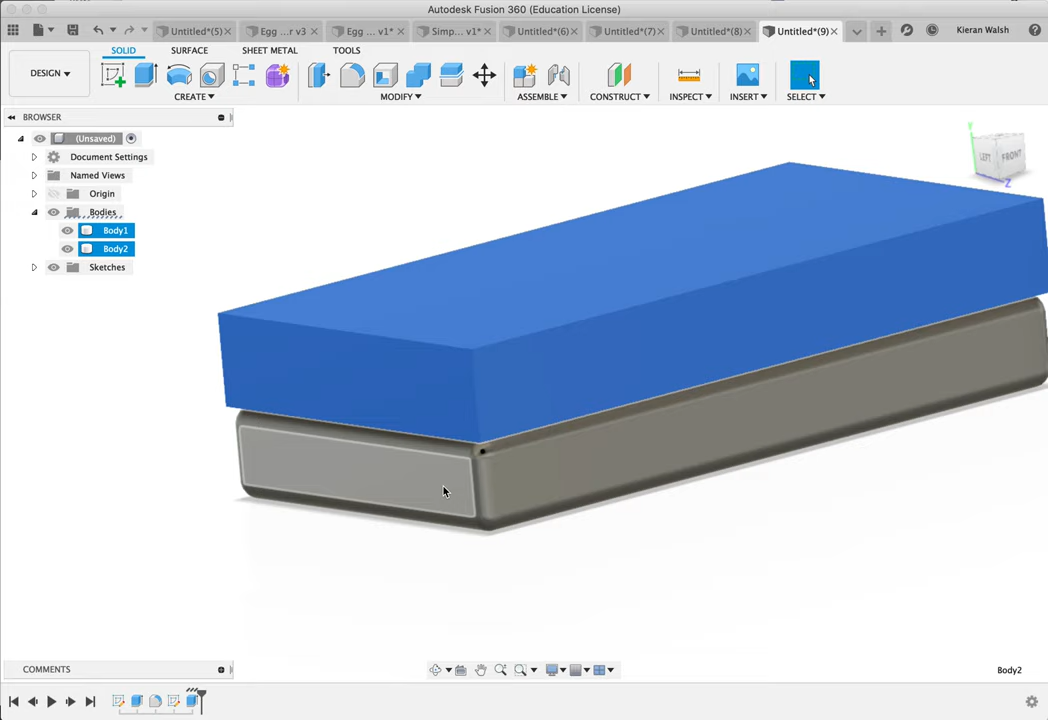 Autodesk Fusion 360 (Education License)
Untitled*(5) Egg ...r v3 Egg ... v1* Simp... v1* Untitled*(6) Untitled*(7) Untitled*(8) Untitled*(9) Kieran Walsh
SOLID SURFACE SHEET METAL TOOLS
DESIGN
CREATE MODIFY ASSEMBLE CONSTRUCT INSPECT INSERT SELECT
BROWSER
(Unsaved)
Document Settings
Named Views
Origin
Bodies
Body1
Body2
Sketches
LEFT FRONT
Y
Z
COMMENTS
Body2